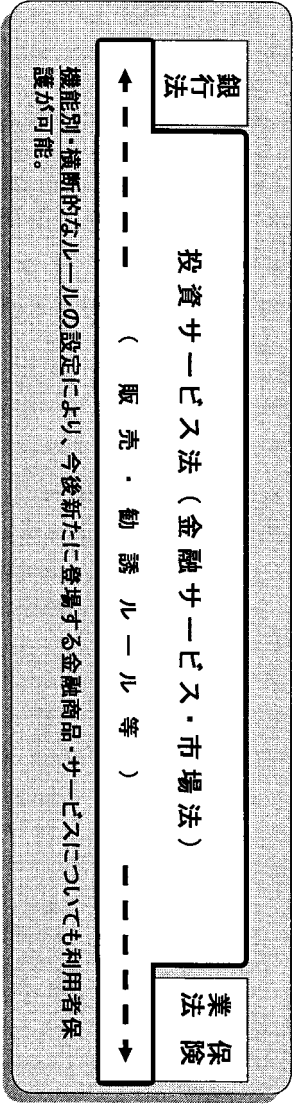 銀行
法
投資サービス法(金融サービス・市場法)
(販売・勧誘ルール等)
保険
業法
機能別・横断的なルールの設定により、今後新たに登場する金融商品・サービスについても利用者保
護が可能。